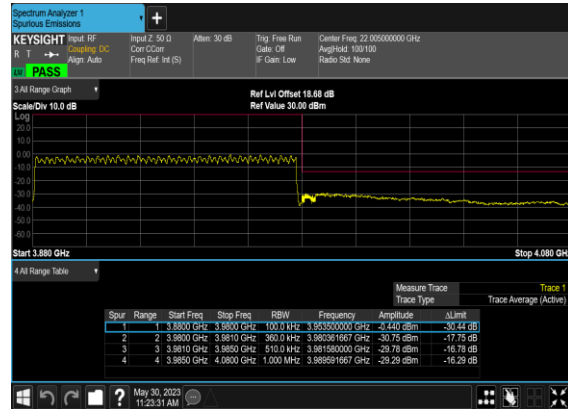 Spectrum Analyzer 1
Spurious Emissions
+
KEYSIGHT Input: RF Input Z: 50 Ω Atten: 30 dB Trig: Free Run Center Freq: 22.005000000 GHz
R T Coupling: DC Corr CCorr Gate: Off Avg|Hold: 100/100
Align: Auto Freq Ref: Int (S) IF Gain: Low Radio Std: None
LW PASS
3 All Range Graph
Ref Lvl Offset 18.68 dB
Scale/Div 10.0 dB Ref Value 30.00 dBm
Log
20.0
10.0
0.00
-10.0
-20.0
-30.0
-40.0
-50.0
-60.0
Start 3.880 GHz Stop 4.080 GHz
4 All Range Table
Measure Trace Trace 1
Trace Type Trace Average (Active)
Spur Range Start Freq Stop Freq RBW Frequency Amplitude ΔLimit
1 1 3.8800 GHz 3.9800 GHz 100.0 kHz 3.953500000 GHz -0.440 dBm -30.44 dB
2 2 3.9800 GHz 3.9810 GHz 360.0 kHz 3.980361667 GHz -30.75 dBm -17.75 dB
3 3 3.9810 GHz 3.9850 GHz 510.0 kHz 3.981580000 GHz -29.78 dBm -16.78 dB
4 4 3.9850 GHz 4.0800 GHz 1.000 MHz 3.989591667 GHz -29.29 dBm -16.29 dB
? May 30, 2023
11:23:31 AM